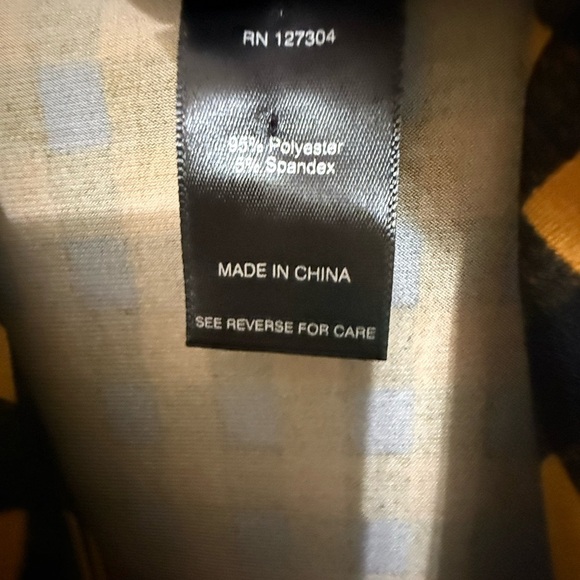 RN 127304
95% Polyester
5% Spandex
MADE IN CHINA
SEE REVERSE FOR CARE